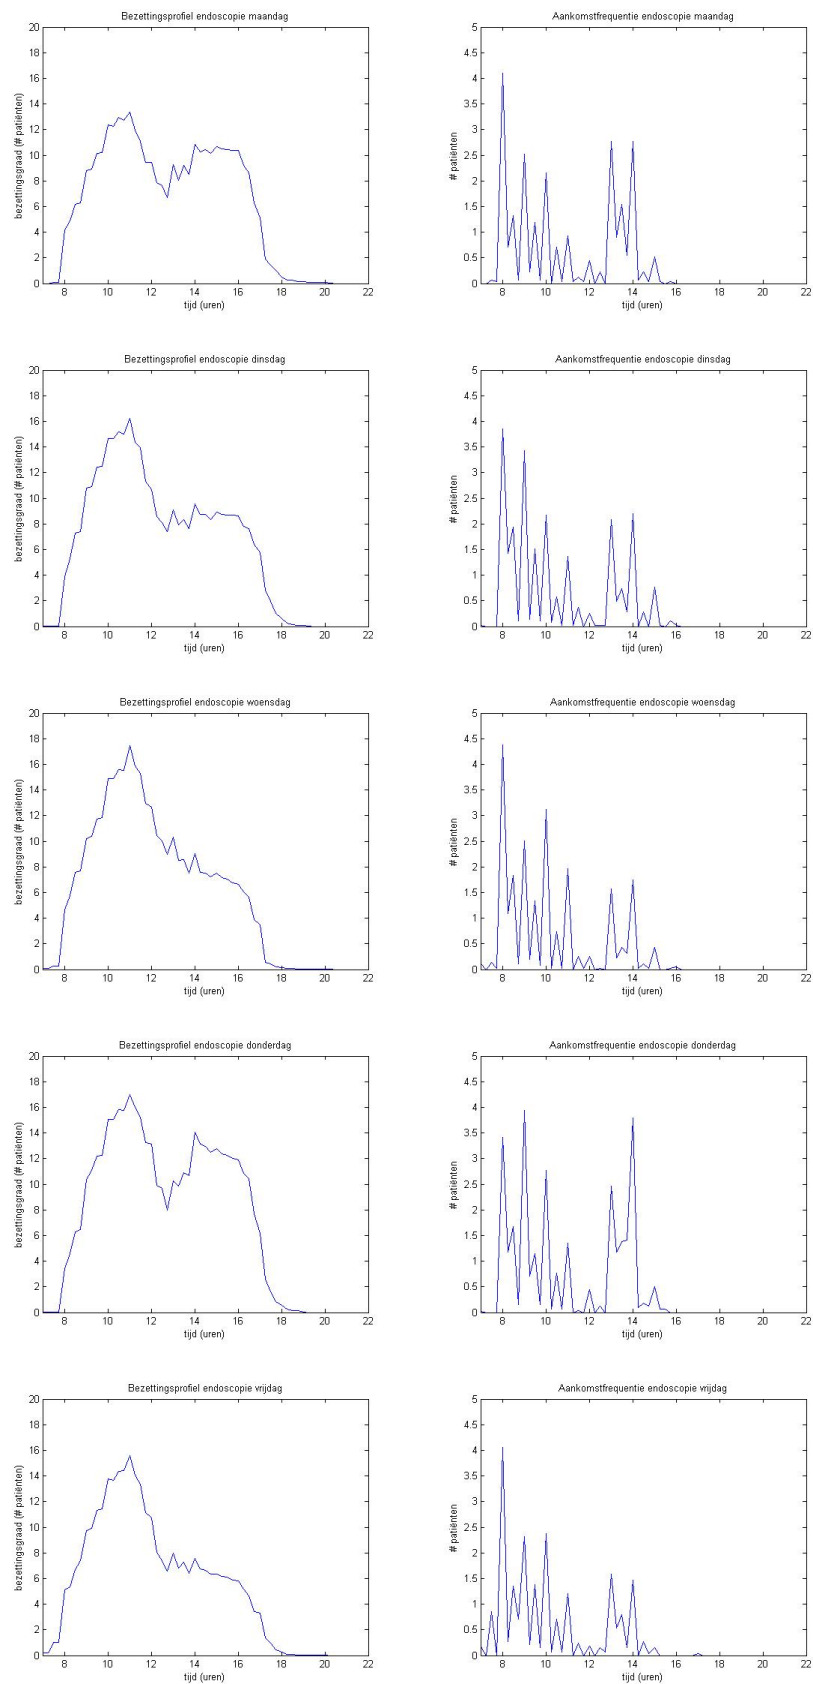 Bezettingsprofiel endoscopie maandag
20
18
16
14
12
10
8
6
4
2
0
bezettingsgraad (# patiënten)
8 10 12 14 16 18 20 22
tijd (uren)
Aankomstfrequentie endoscopie maandag
5
4.5
4
3.5
3
2.5
2
1.5
1
0.5
0
# patiënten
8 10 12 14 16 18 20 22
tijd (uren)
Bezettingsprofiel endoscopie dinsdag
20
18
16
14
12
10
8
6
4
2
0
bezettingsgraad (# patiënten)
8 10 12 14 16 18 20 22
tijd (uren)
Aankomstfrequentie endoscopie dinsdag
5
4.5
4
3.5
3
2.5
2
1.5
1
0.5
0
# patiënten
8 10 12 14 16 18 20 22
tijd (uren)
Bezettingsprofiel endoscopie woensdag
20
18
16
14
12
10
8
6
4
2
0
bezettingsgraad (# patiënten)
8 10 12 14 16 18 20 22
tijd (uren)
Aankomstfrequentie endoscopie woensdag
5
4.5
4
3.5
3
2.5
2
1.5
1
0.5
0
# patiënten
8 10 12 14 16 18 20 22
tijd (uren)
Bezettingsprofiel endoscopie donderdag
20
18
16
14
12
10
8
6
4
2
0
bezettingsgraad (# patiënten)
8 10 12 14 16 18 20 22
tijd (uren)
Aankomstfrequentie endoscopie donderdag
5
4.5
4
3.5
3
2.5
2
1.5
1
0.5
0
# patiënten
8 10 12 14 16 18 20 22
tijd (uren)
Bezettingsprofiel endoscopie vrijdag
20
18
16
14
12
10
8
6
4
2
0
bezettingsgraad (# patiënten)
8 10 12 14 16 18 20 22
tijd (uren)
Aankomstfrequentie endoscopie vrijdag
5
4.5
4
3.5
3
2.5
2
1.5
1
0.5
0
# patiënten
8 10 12 14 16 18 20 22
tijd (uren)